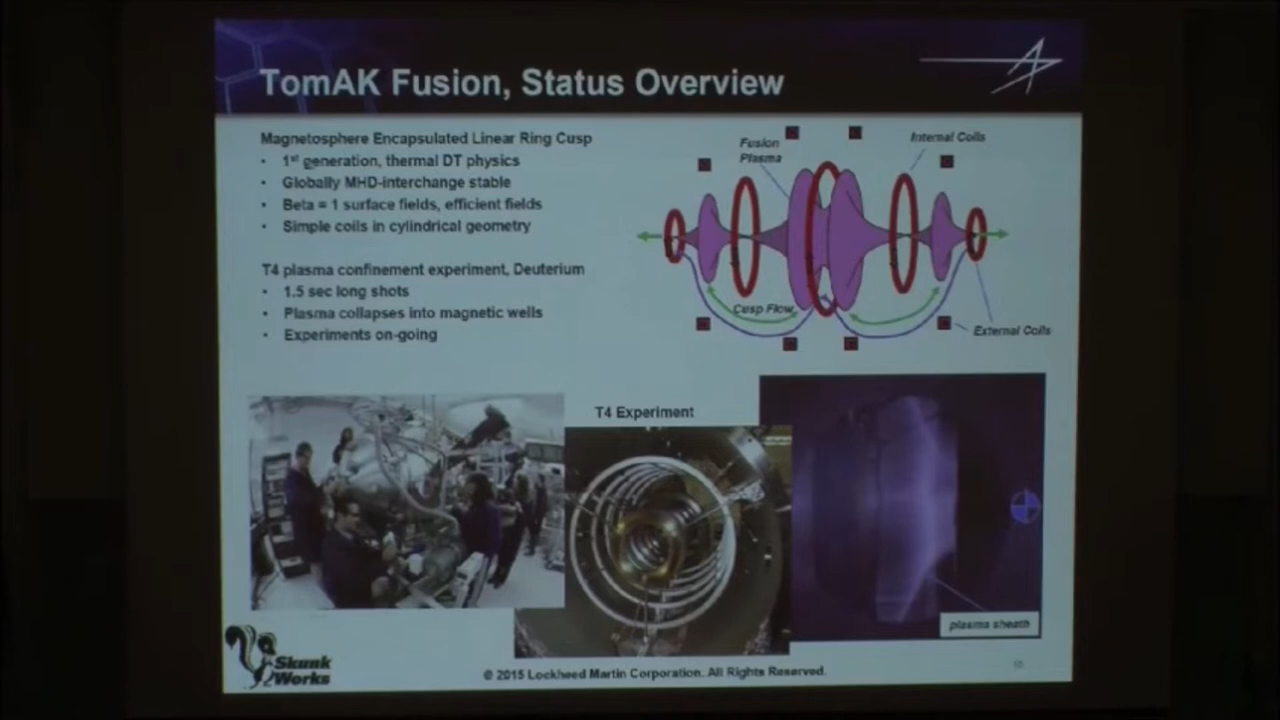 TomAK Fusion, Status Overview
Magnetosphere Encapsulated Linear Ring Cusp
• 1st generation, thermal DT physics
• Globally MHD-interchange stable
• Beta = 1 surface fields, efficient fields
• Simple coils in cylindrical geometry
T4 plasma confinement experiment, Deuterium
• 1.5 sec long shots
• Plasma collapses into magnetic wells
• Experiments on-going
Fusion
Plasma
Internal Coils
Cusp Flow
External Coils
T4 Experiment
plasma sheath
Skunk
Works
© 2015 Lockheed Martin Corporation. All Rights Reserved.